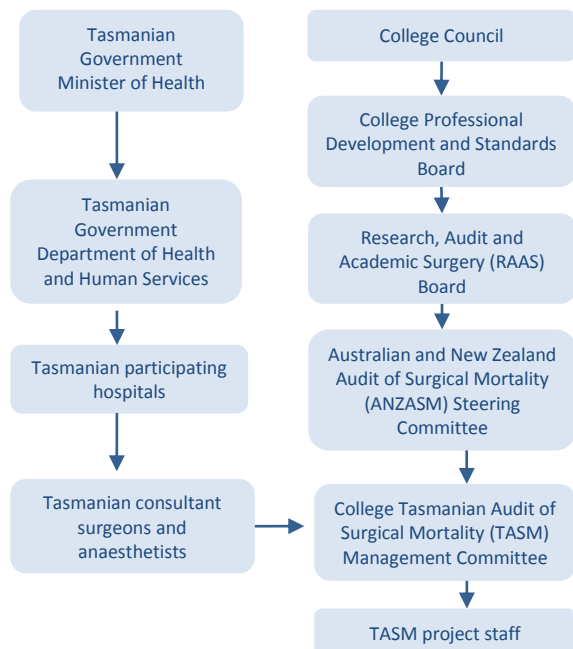 Tasmanian
Government
Minister of Health
Tasmanian
Government
Department of Health
and Human Services
Tasmanian participating
hospitals
Tasmanian consultant
surgeons and
anaesthetists
College Council
College Professional
Development and Standards
Board
Research, Audit and
Academic Surgery (RAAS)
Board
Australian and New Zealand
Audit of Surgical Mortality
(ANZASM) Steering
Committee
College Tasmanian Audit of
Surgical Mortality (TASM)
Management Committee
TASM project staff